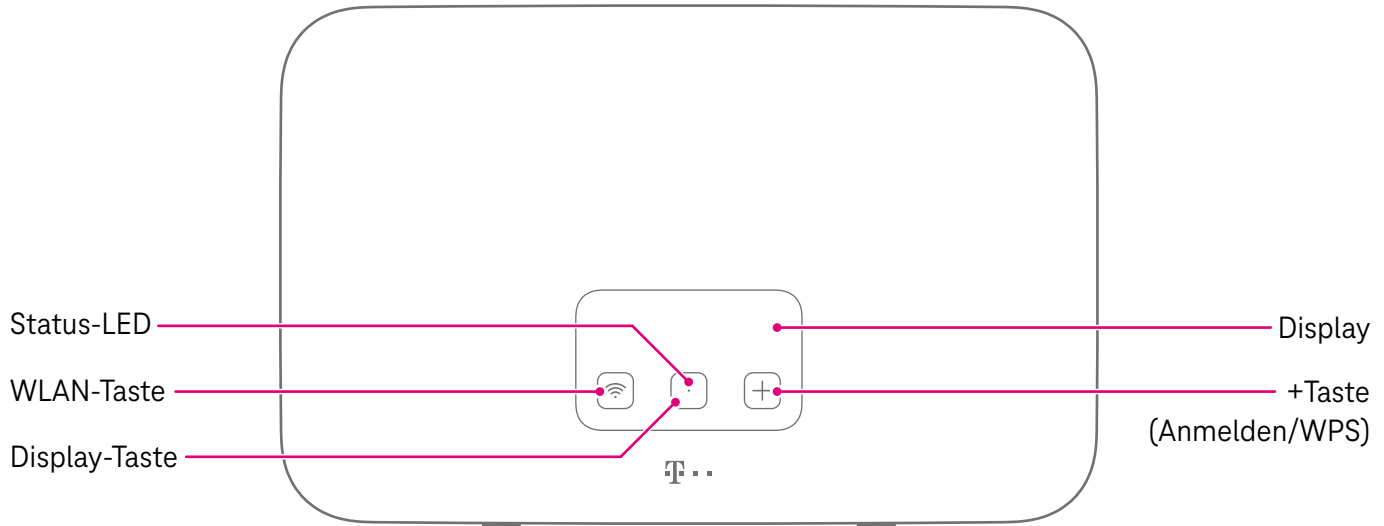 Status-LED
Display
WLAN-Taste
+Taste
(Anmelden/WPS)
Display-Taste
T